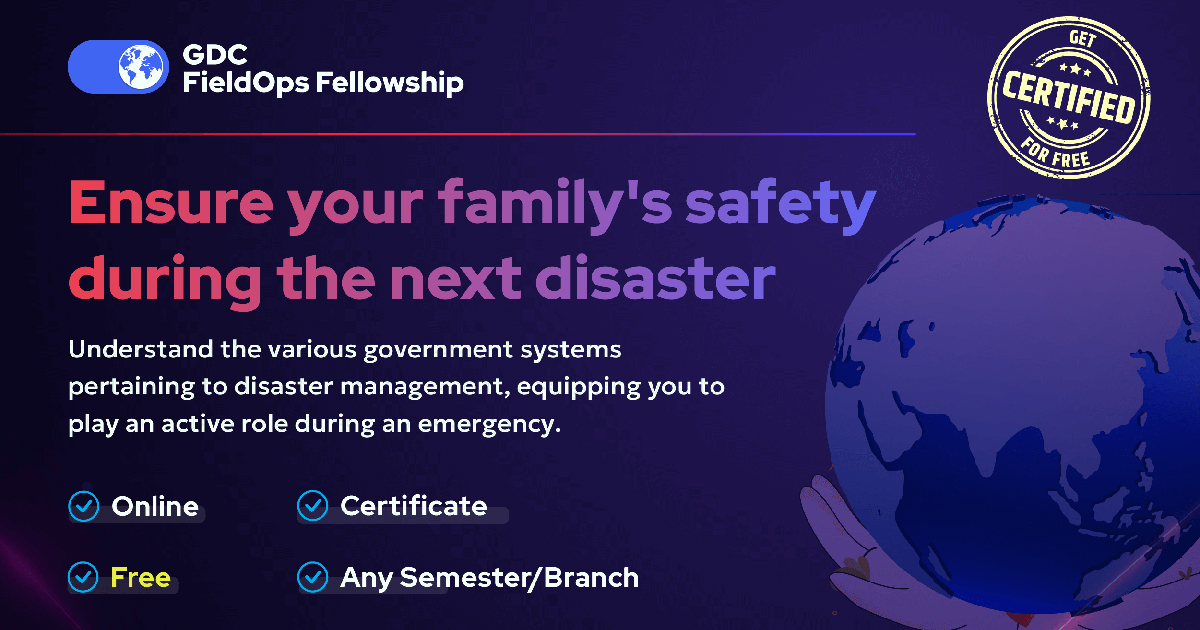 GDC
FieldOps Fellowship
GET
CERTIFIED
FOR FREE
Ensure your family's safety
during the next disaster
Understand the various government systems
pertaining to disaster management, equipping you to
play an active role during an emergency.
Online
Certificate
Free
Any Semester/Branch